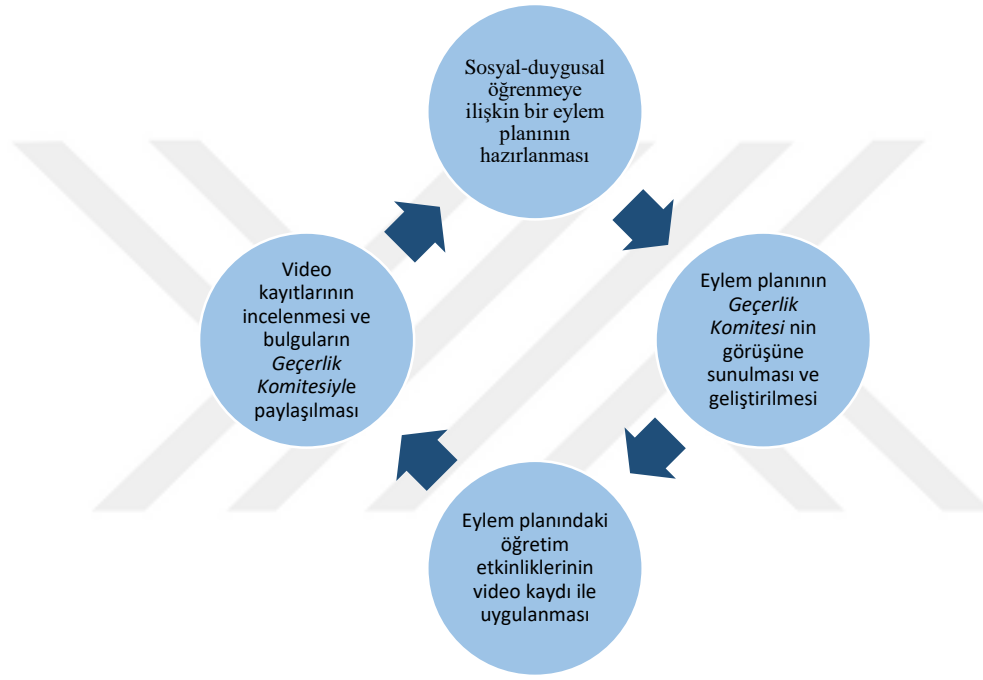 Sosyal-duygusal
öğrenmeye
ilişkin bir eylem
planının
hazırlanması
Eylem planının
Geçerlik
Komitesi nin
görüşüne
sunulması ve
geliştirilmesi
Eylem planındaki
öğretim
etkinliklerinin
video kaydı ile
uygulanması
Video
kayıtlarının
incelenmesi ve
bulguların
Geçerlik
Komitesiyle
paylaşılması